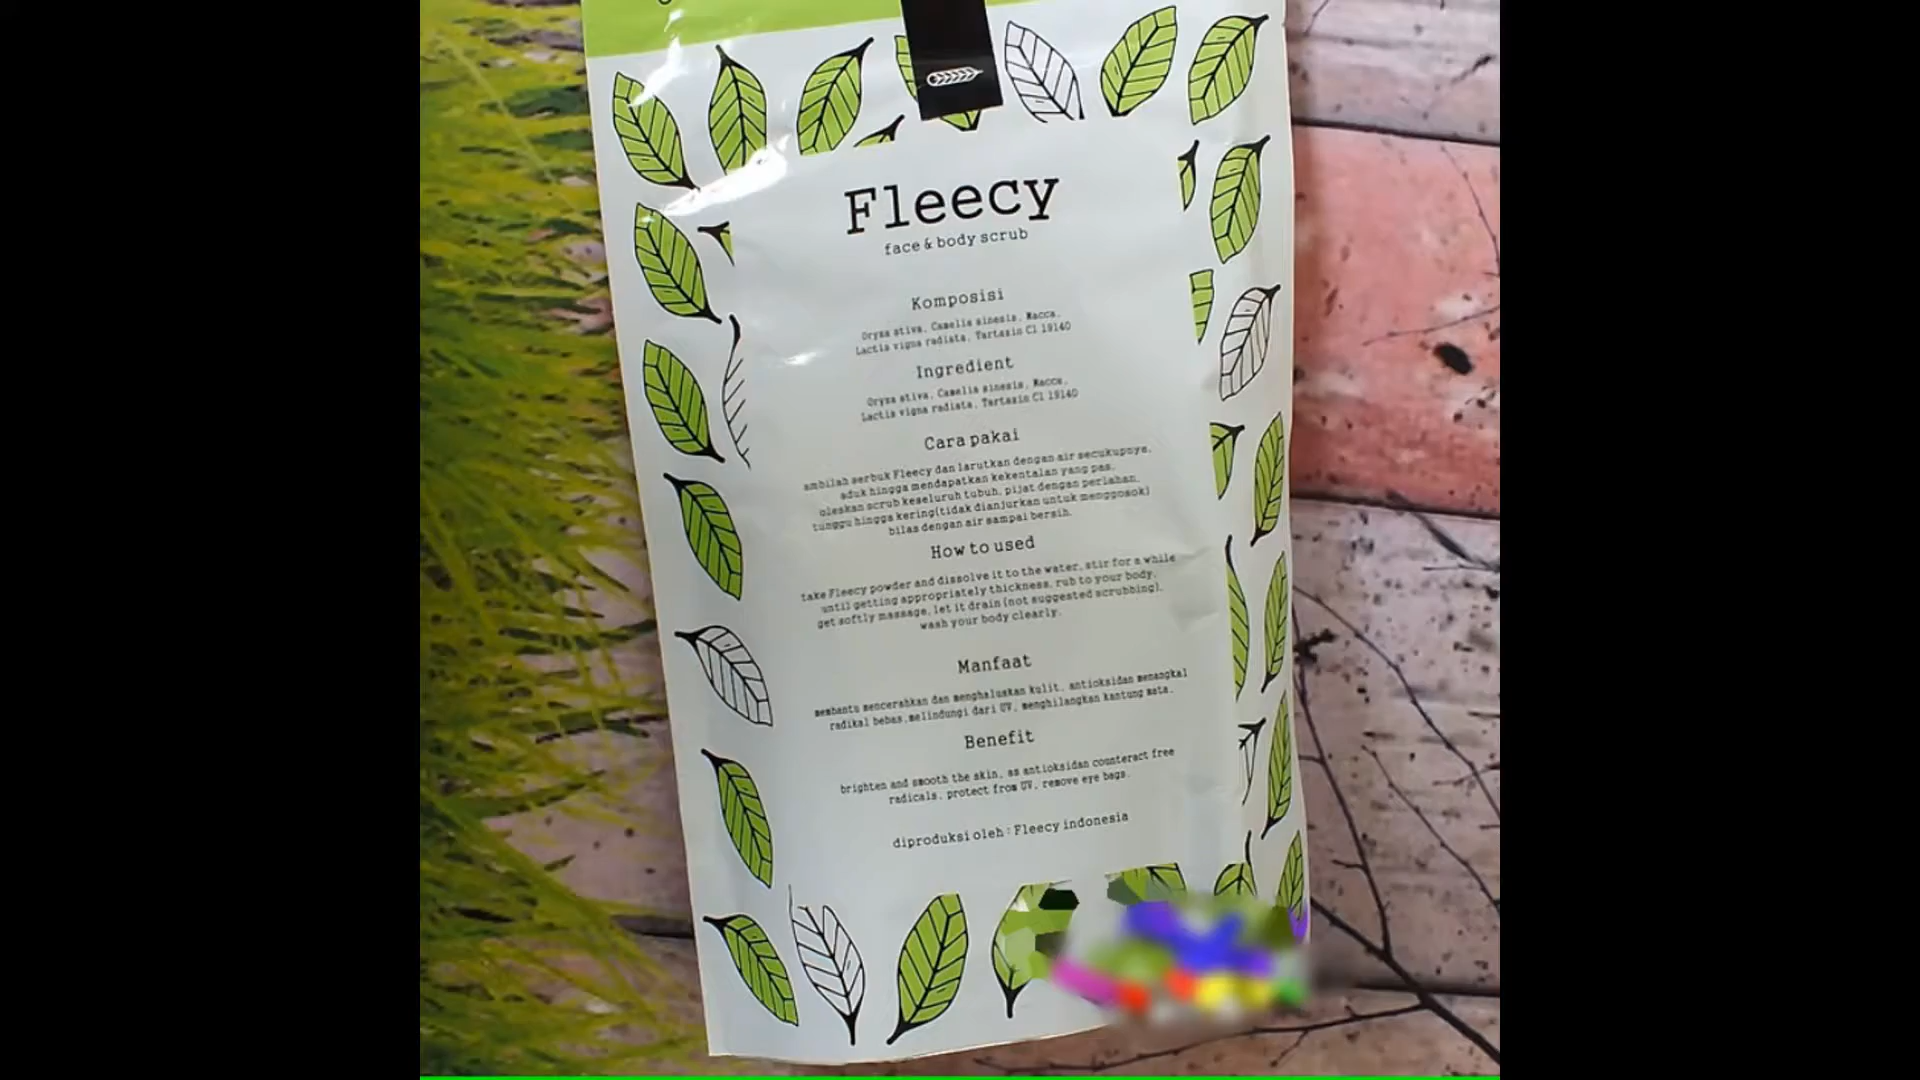 Fleecy
face & body scrub
Komposisi
Oryza ativa, Camelia sinesis, Macca,
Lactis vigna radiata, Tartazin Cl 19140
Ingredient
Oryza ativa, Camelia sinesis, Macca,
Lactis vigna radiata, Tartazin Cl 19140
Cara pakai
ambilah serbuk Fleecy dan larutkan dengan air secukupnya,
aduk hingga mendapatkan kekentalan yang pas,
oleskan scrub keseluruh tubuh, pijat dengan perlahan,
tunggu hingga kering(tidak dianjurkan untuk menggosok)
bilas dengan air sampai bersih.
How to used
take Fleecy powder and dissolve it to the water, stir for a while
until getting appropriately thickness, rub to your body,
get softly massage, let it drain (not suggested scrubbing),
wash your body clearly.
Manfaat
membantu mencerahkan dan menghaluskan kulit, antioksidan menangkal
radikal bebas,melindungi dari UV, menghilangkan kantung mata.
Benefit
brighten and smooth the skin, as antioksidan counteract free
radicals, protect from UV, remove eye bags.
diproduksi oleh : Fleecy indonesia